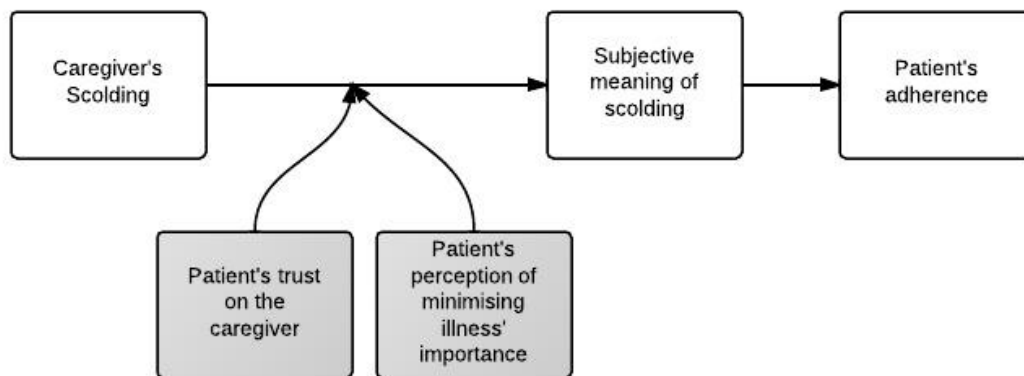 Caregiver's
Scolding
Subjective
meaning of
scolding
Patient's
adherence
Patient's trust
on the
caregiver
Patient's
perception of
minimising
illness'
importance